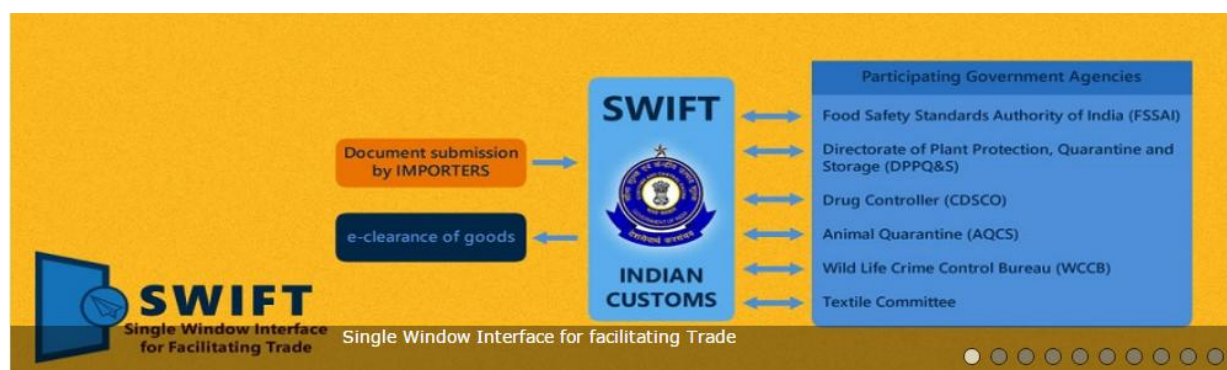 Document submission
by IMPORTERS
e-clearance of goods
SWIFT
INDIAN
CUSTOMS
Participating Government Agencies
Food Safety Standards Authority of India (FSSAI)
Directorate of Plant Protection, Quarantine and
Storage (DPPQ&S)
Drug Controller (CDSCO)
Animal Quarantine (AQCS)
Wild Life Crime Control Bureau (WCCB)
Textile Committee
SWIFT
Single Window Interface
for Facilitating Trade
Single Window Interface for facilitating Trade